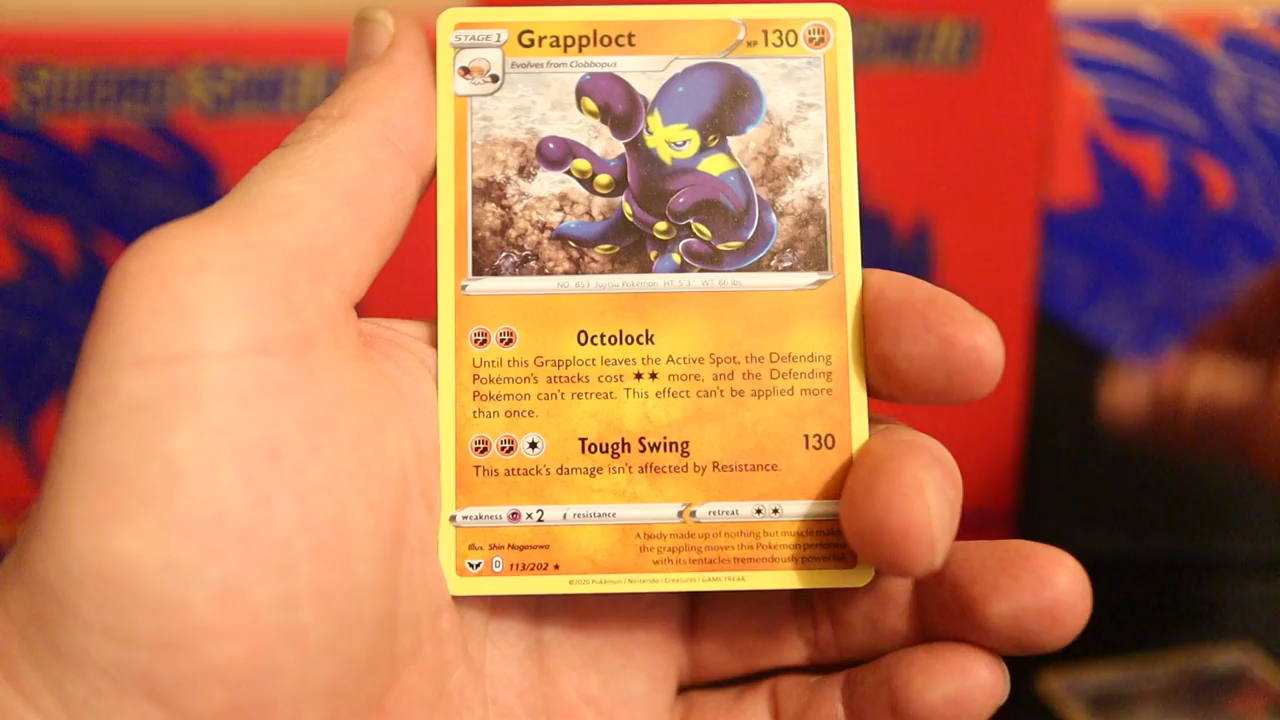 STAGE 1 Grapploct HP 130
Evolves from Clobbopus
NO. 853 Jujitsu Pokémon HT: 5'3" WT: 86 lbs.
Octolock
Until this Grapploct leaves the Active Spot, the Defending
Pokémon's attacks cost more, and the Defending
Pokémon can't retreat. This effect can't be applied more
than once.
Tough Swing 130
This attack's damage isn't affected by Resistance.
weakness ×2 resistance retreat
A body made up of nothing but muscle makes
the grappling moves this Pokémon performs
with its tentacles tremendously powerful.
Illus. Shin Nagasawa
D 113/202 ★
©2020 Pokémon / Nintendo / Creatures / GAME FREAK